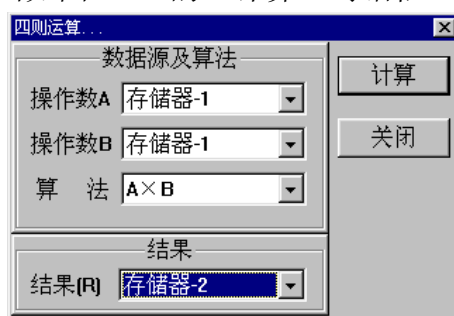 四则运算...
数据源及算法
操作数A 存储器-1
操作数B 存储器-1
算 法 A×B
结果
结果(R) 存储器-2
计算
关闭